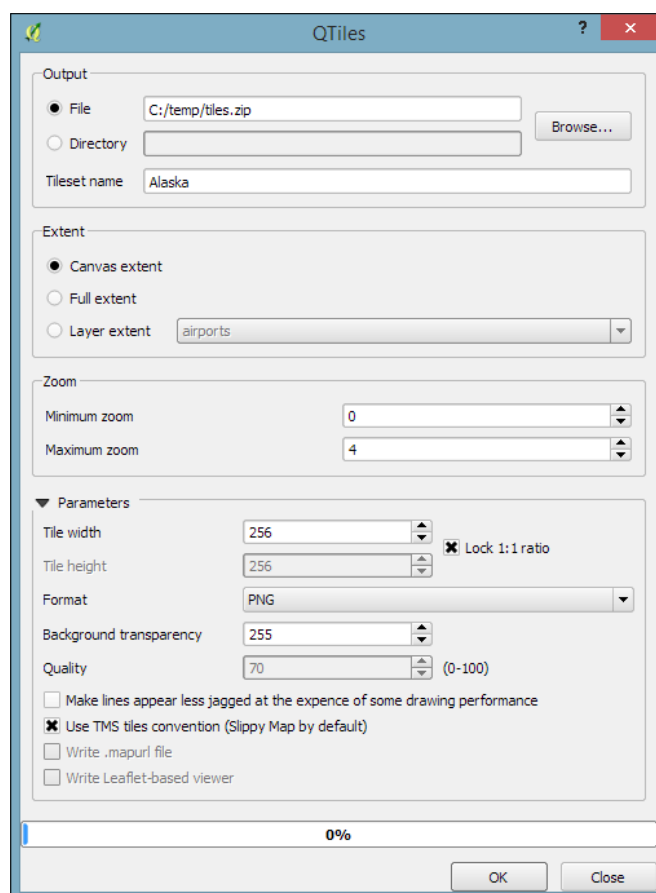 QTiles
?
×
Output
File C:/temp/tiles.zip
Browse...
Directory
Tileset name Alaska
Extent
Canvas extent
Full extent
Layer extent airports
Zoom
Minimum zoom 0
Maximum zoom 4
Parameters
Tile width 256
Lock 1:1 ratio
Tile height 256
Format PNG
Background transparency 255
Quality 70 (0-100)
Make lines appear less jagged at the expence of some drawing performance
Use TMS tiles convention (Slippy Map by default)
Write .mapurl file
Write Leaflet-based viewer
0%
OK Close